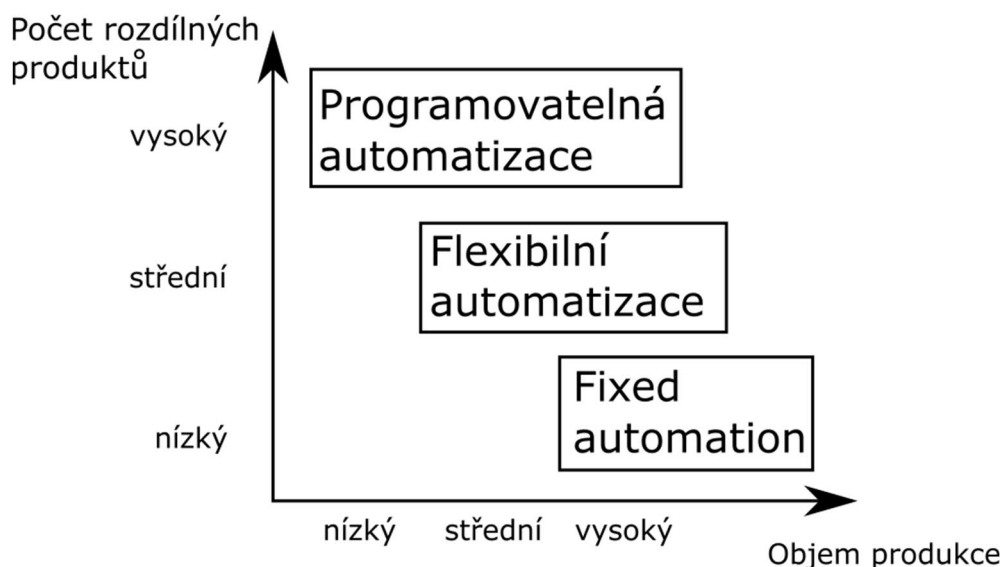 Počet rozdílných
produktů
vysoký
Programovatelná
automatizace
střední
Flexibilní
automatizace
nízký
Fixed
automation
nízký střední vysoký
Objem produkce